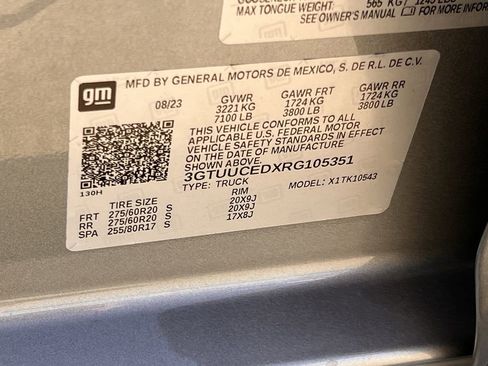 565 KG / 1245 LBS
MAX TONGUE WEIGHT:
SEE OWNER'S MANUAL FOR MORE INFOR
gm
MFD BY GENERAL MOTORS DE MEXICO, S. DE R.L. DE C.V.
08/23 GVWR GAWR FRT GAWR RR
3221 KG 1724 KG 1724 KG
7100 LB 3800 LB 3800 LB
THIS VEHICLE CONFORMS TO ALL
APPLICABLE U.S. FEDERAL MOTOR
VEHICLE SAFETY STANDARDS IN EFFECT
ON THE DATE OF MANUFACTURE
SHOWN ABOVE.
3GTUUCEDXRG105351
TYPE: TRUCK MODEL: X1TK10543
130H
TIRE SIZE RIM
FRT 275/60R20 S 20X9J
RR 275/60R20 S 20X9J
SPA 255/80R17 S 17X8J